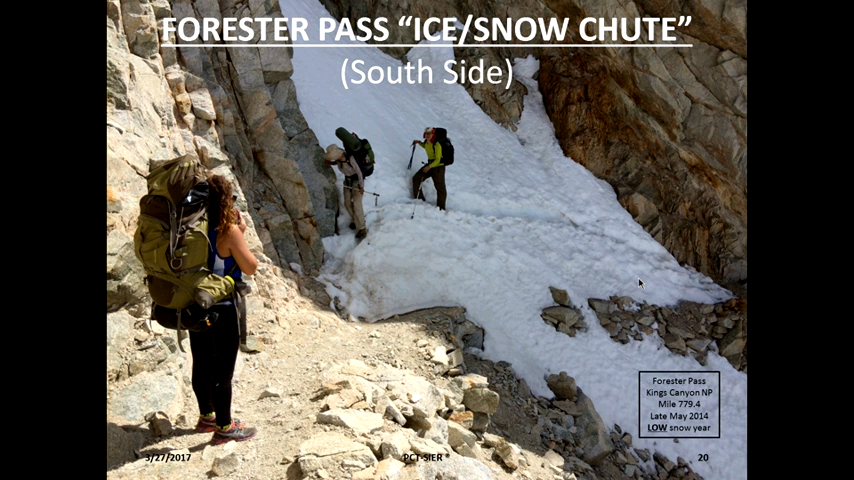 FORESTER PASS “ICE/SNOW CHUTE”
(South Side)
Forester Pass
Kings Canyon NP
Mile 779.4
Late May 2014
LOW snow year
3/27/2017
PCT-SIER ®
20